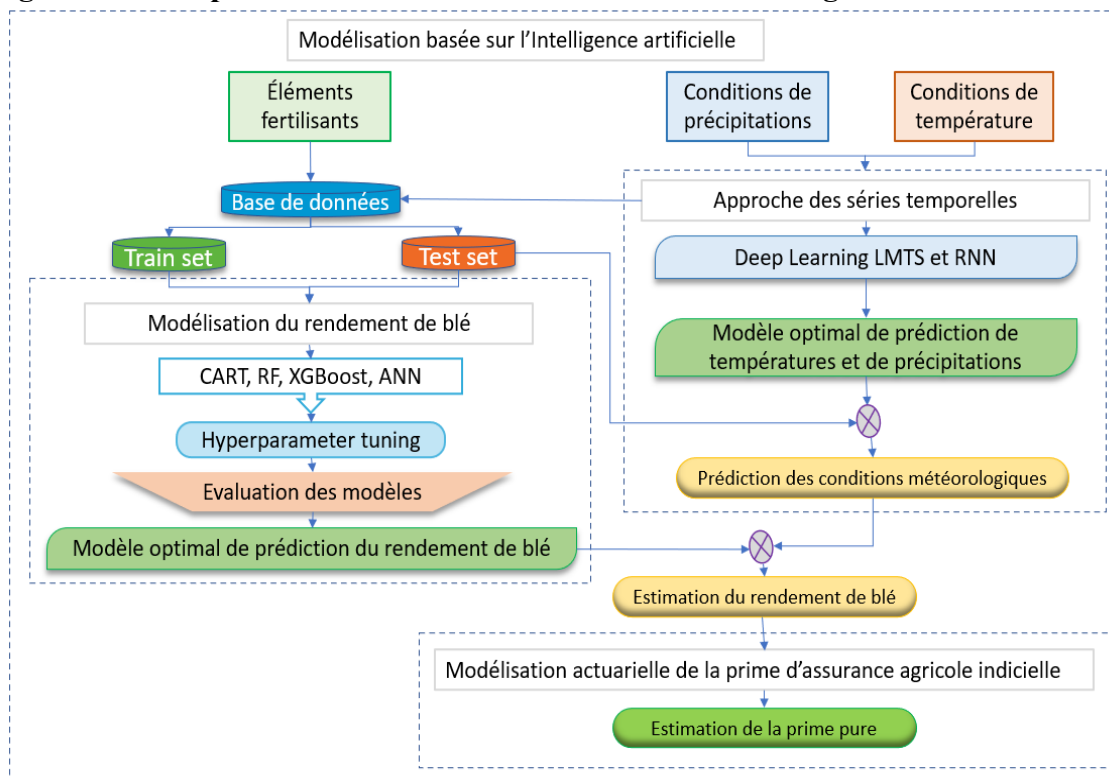 Modélisation basée sur l'Intelligence artificielle
Éléments
fertilisants
Conditions de
précipitations
Conditions de
température
Base de données
Approche des séries temporelles
Train set
Test set
Deep Learning LMTS et RNN
Modélisation du rendement de blé
Modèle optimal de prédiction de
températures et de précipitations
CART, RF, XGBoost, ANN
Hyperparameter tuning
Evaluation des modèles
Prédiction des conditions météorologiques
Modèle optimal de prédiction du rendement de blé
Estimation du rendement de blé
Modélisation actuarielle de la prime d'assurance agricole indicielle
Estimation de la prime pure